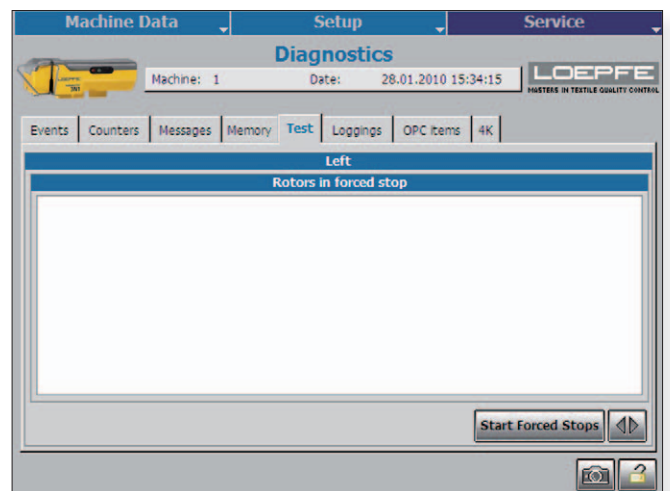 Machine Data Setup Service
Diagnostics
Machine: 1 Date: 28.01.2010 15:34:15
LOEPFE
MASTERS IN TEXTILE QUALITY CONTROL
Events Counters Messages Memory Test Loggings OPC items 4K
Left
Rotors in forced stop
Start Forced Stops